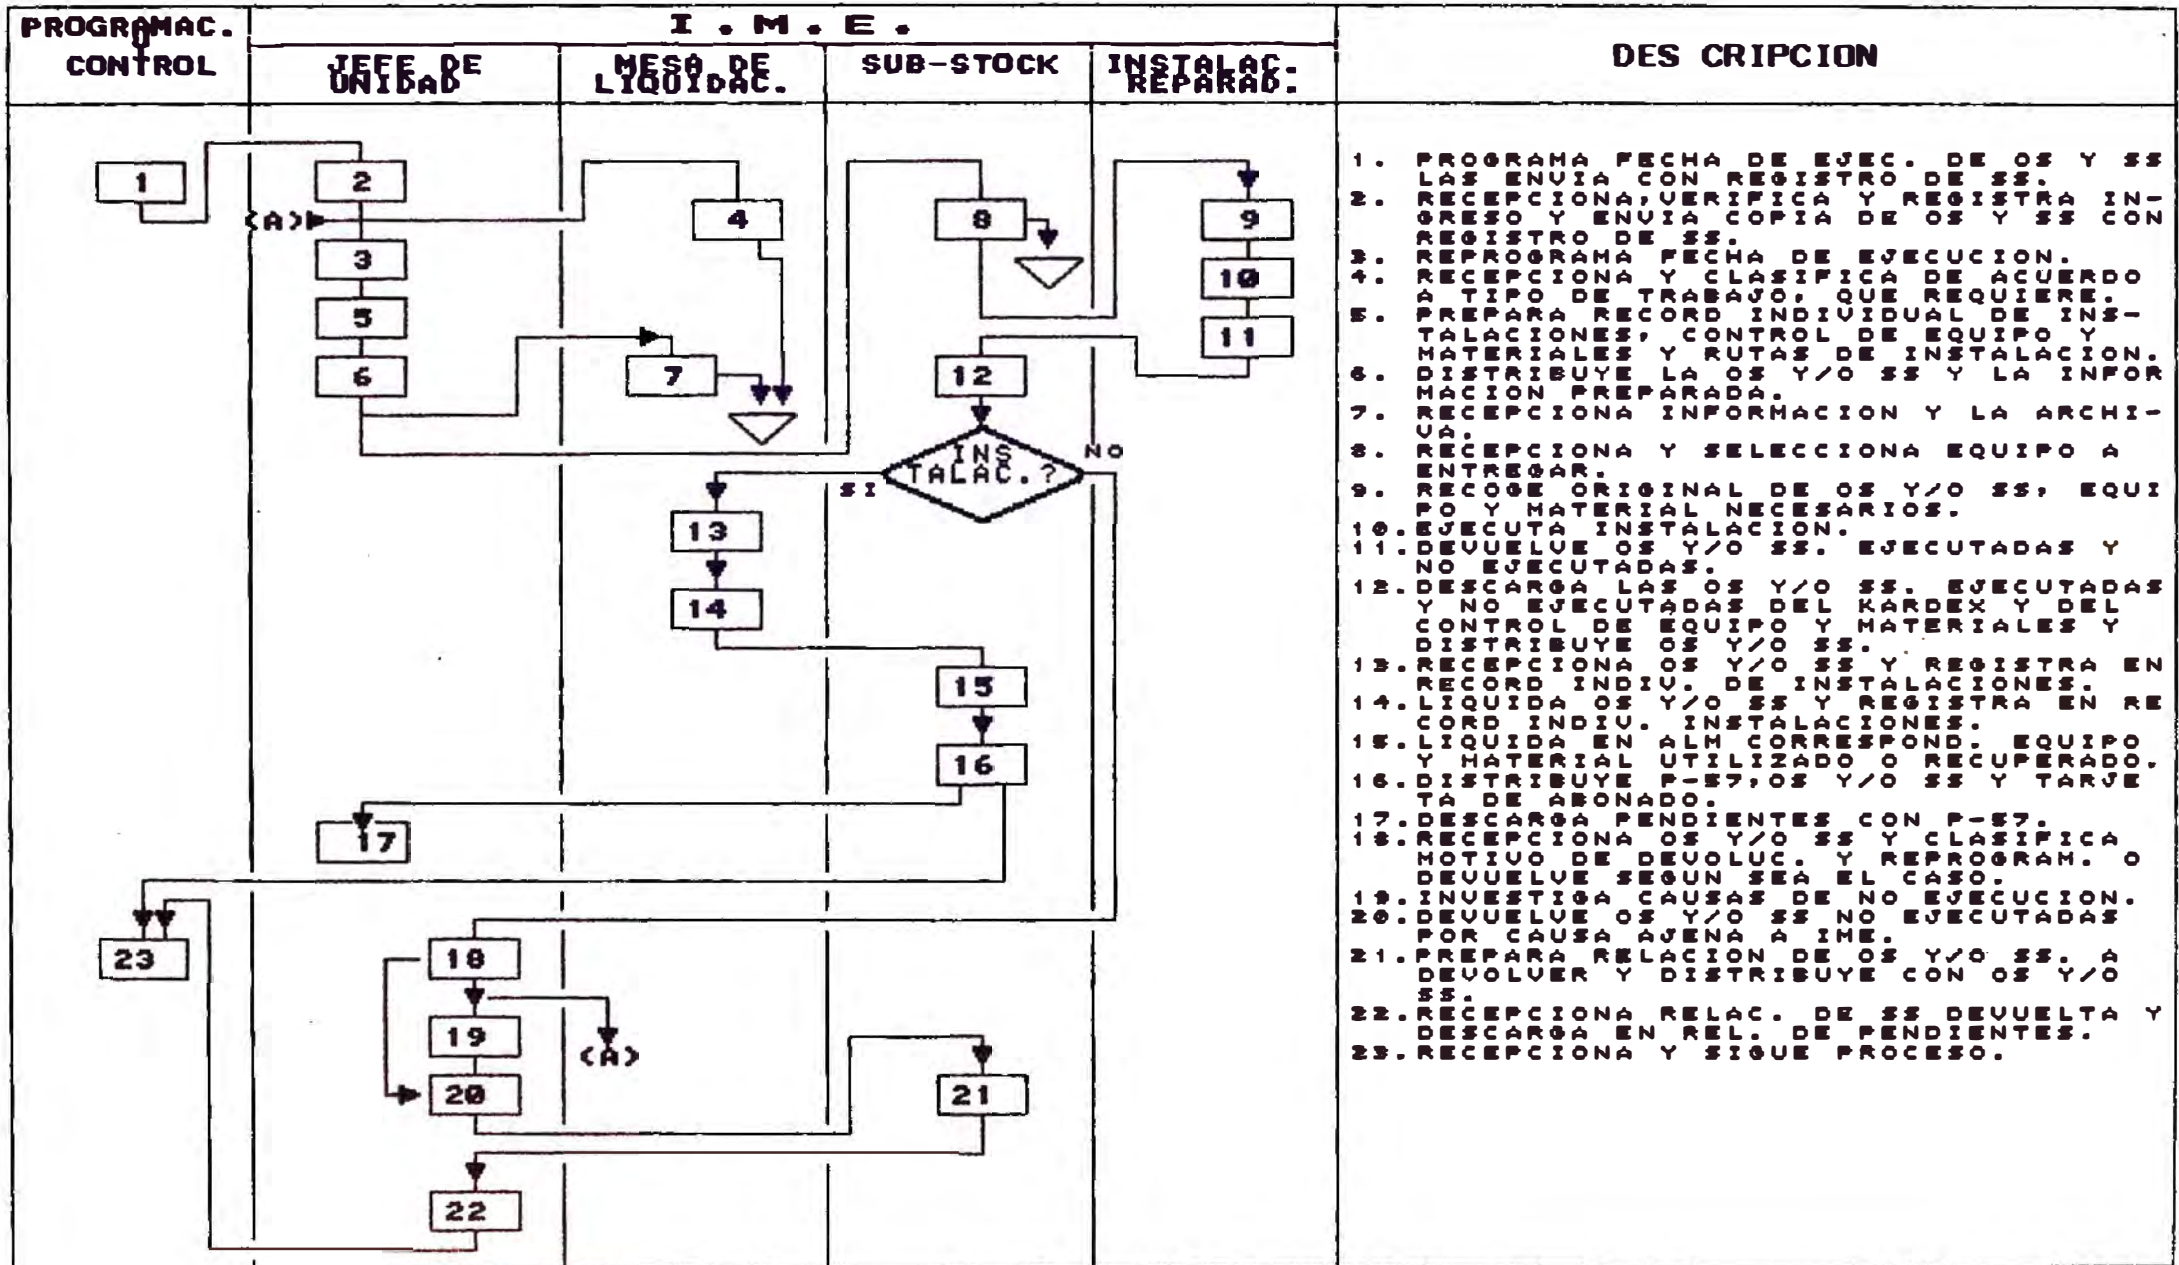 PROGRAMAC.
Y
CONTROL
I . M . E .
JEFE DE
UNIDAD
MESA DE
LIQUIDAC.
SUB-STOCK
INSTALAC.
REPARAD.
DES CRIPCION
1
2
<A>
3
4
5
6
7
8
9
10
11
12
INS
TALAC.?
SI
NO
13
14
15
16
17
18
19
<A>
20
21
22
23
1. PROGRAMA FECHA DE EJEC. DE OS Y SS
LAS ENVIA CON REGISTRO DE SS.
2. RECEPCIONA,VERIFICA Y REGISTRA IN-
GRESO Y ENVIA COPIA DE OS Y SS CON
REGISTRO DE SS.
3. REPROGRAMA FECHA DE EJECUCION.
4. RECEPCIONA Y CLASIFICA DE ACUERDO
A TIPO DE TRABAJO, QUE REQUIERE.
5. PREPARA RECORD INDIVIDUAL DE INS-
TALACIONES, CONTROL DE EQUIPO Y
MATERIALES Y RUTAS DE INSTALACION.
6. DISTRIBUYE LA OS Y/O SS Y LA INFOR
MACION PREPARADA.
7. RECEPCIONA INFORMACION Y LA ARCHI-
VA.
8. RECEPCIONA Y SELECCIONA EQUIPO A
ENTREGAR.
9. RECOGE ORIGINAL DE OS Y/O SS, EQUI
PO Y MATERIAL NECESARIOS.
10.EJECUTA INSTALACION.
11.DEVUELVE OS Y/O SS. EJECUTADAS Y
NO EJECUTADAS.
12.DESCARGA LAS OS Y/O SS. EJECUTADAS
Y NO EJECUTADAS DEL KARDEX Y DEL
CONTROL DE EQUIPO Y MATERIALES Y
DISTRIBUYE OS Y/O SS.
13.RECEPCIONA OS Y/O SS Y REGISTRA EN
RECORD INDIV. DE INSTALACIONES.
14.LIQUIDA OS Y/O SS Y REGISTRA EN RE
CORD INDIV. INSTALACIONES.
15.LIQUIDA EN ALM CORRESPOND. EQUIPO
Y MATERIAL UTILIZADO O RECUPERADO.
16.DISTRIBUYE P-57,OS Y/O SS Y TARJE
TA DE ABONADO.
17.DESCARGA PENDIENTES CON P-57.
18.RECEPCIONA OS Y/O SS Y CLASIFICA
MOTIVO DE DEVOLUC. Y REPROGRAM. O
DEVUELVE SEGUN SEA EL CASO.
19.INVESTIGA CAUSAS DE NO EJECUCION.
20.DEVUELVE OS Y/O SS NO EJECUTADAS
POR CAUSA AJENA A IME.
21.PREPARA RELACION DE OS Y/O SS. A
DEVOLVER Y DISTRIBUYE CON OS Y/O
SS.
22.RECEPCIONA RELAC. DE SS DEVUELTA Y
DESCARGA EN REL. DE PENDIENTES.
23.RECEPCIONA Y SIGUE PROCESO.